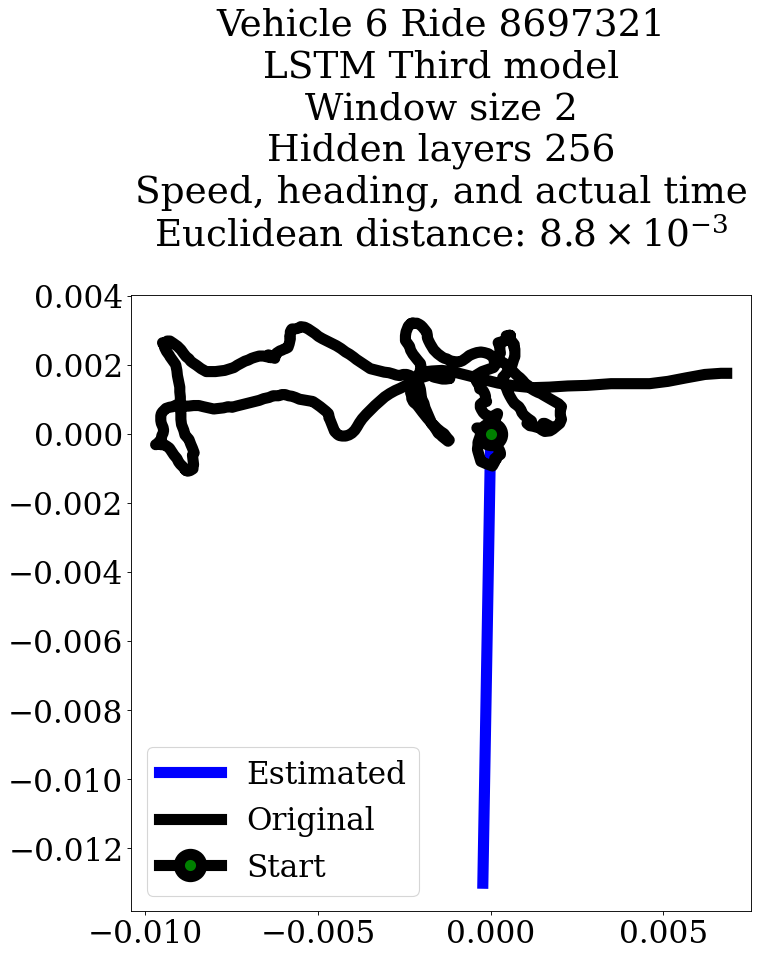 Vehicle 6 Ride 8697321
LSTM Third model
Window size 2
Hidden layers 256
Speed, heading, and actual time
Euclidean distance: 8.8 × 10⁻³
0.004
0.002
0.000
−0.002
−0.004
−0.006
−0.008
−0.010
−0.012
Estimated
Original
Start
−0.010 −0.005 0.000 0.005